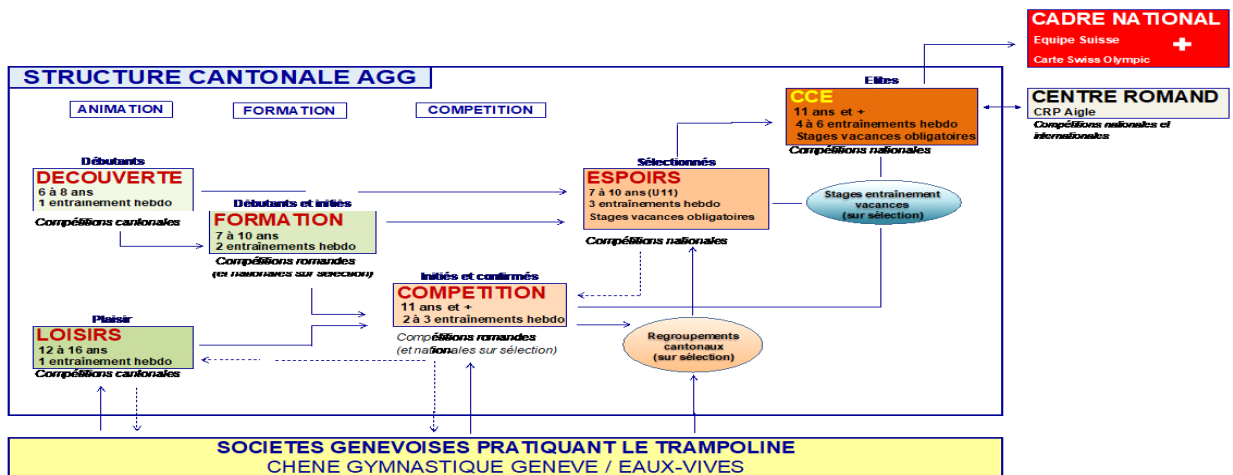 CADRE NATIONAL
Equipe Suisse
Carte Swiss Olympic
STRUCTURE CANTONALE AGG
ANIMATION
FORMATION
COMPETITION
Elites
CCE
11 ans et +
4 à 6 entraînements hebdo
Stages vacances obligatoires
Compétitions nationales
CENTRE ROMAND
CRP Aigle
Compétitions nationales et
internationales
Débutants
DECOUVERTE
6 à 8 ans
1 entrainement hebdo
Compétitions cantonales
Débutants et initiés
FORMATION
7 à 10 ans
2 entraînements hebdo
Compétitions romandes
(et nationales sur sélection)
Sélectionnés
ESPOIRS
7 à 10 ans (U11)
3 entraînements hebdo
Stages vacances obligatoires
Compétitions nationales
Stages entraînement
vacances
(sur sélection)
Initiés et confirmés
COMPETITION
11 ans et +
2 à 3 entraînements hebdo
Compétitions romandes
(et nationales sur sélection)
Plaisir
LOISIRS
12 à 16 ans
1 entraînement hebdo
Compétitions cantonales
Regroupements
cantonaux
(sur sélection)
SOCIETES GENEVOISES PRATIQUANT LE TRAMPOLINE
CHENE GYMNASTIQUE GENEVE / EAUX-VIVES